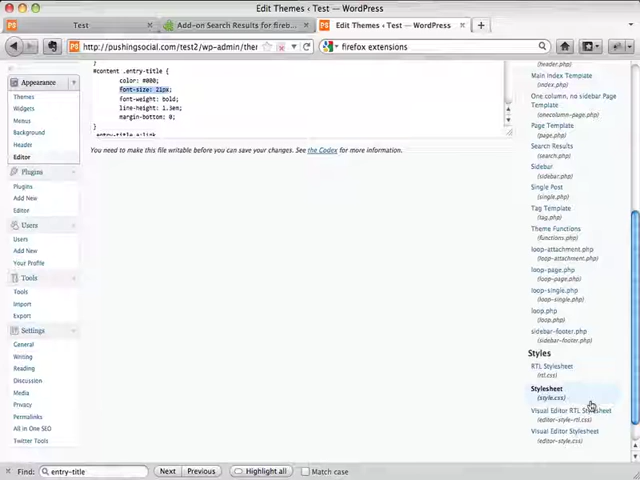 Edit Themes ‹ Test — WordPress
Test
Add-on Search Results for fireb...
Edit Themes ‹ Test — WordPress
http://pushingsocial.com/test2/wp-admin/the
firefox extensions
Appearance
Themes
Widgets
Menus
Background
Header
Editor
Plugins
Plugins
Add New
Editor
Users
Users
Add New
Your Profile
Tools
Tools
Import
Export
Settings
General
Writing
Reading
Discussion
Media
Privacy
Permalinks
All in One SEO
Twitter Tools
}
#content .entry-title {
color: #000;
font-size: 21px;
font-weight: bold;
line-height: 1.3em;
margin-bottom: 0;
}
.entry-title a:link
You need to make this file writable before you can save your changes. See the Codex for more information.
(header.php)
Main Index Template
(index.php)
One column, no sidebar Page
Template
(onecolumn-page.php)
Page Template
(page.php)
Search Results
(search.php)
Sidebar
(sidebar.php)
Single Post
(single.php)
Tag Template
(tag.php)
Theme Functions
(functions.php)
loop-attachment.php
(loop-attachment.php)
loop-page.php
(loop-page.php)
loop-single.php
(loop-single.php)
loop.php
(loop.php)
sidebar-footer.php
(sidebar-footer.php)
Styles
RTL Stylesheet
(rtl.css)
Stylesheet
(style.css)
Visual Editor RTL Stylesheet
(editor-style-rtl.css)
Visual Editor Stylesheet
(editor-style.css)
Find: entry-title Next Previous Highlight all Match case